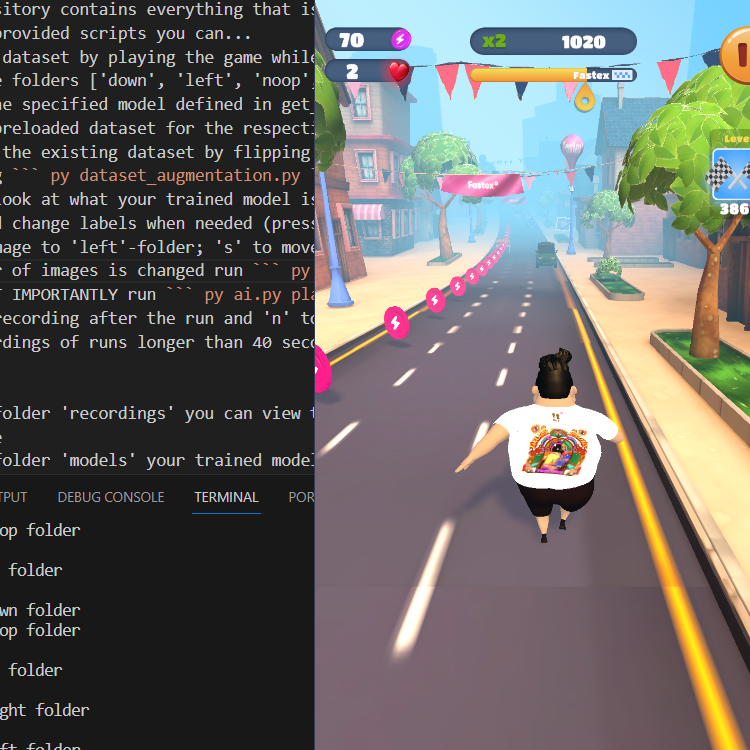 sitory contains everything that is
provided scripts you can...
dataset by playing the game while
e folders ['down', 'left', 'noop'
he specified model defined in get_
preloaded dataset for the respecti
the existing dataset by flipping
g ``` py dataset_augmentation.py
look at what your trained model is
d change labels when needed (press
mage to 'left'-folder; 's' to move
r of images is changed run ``` py
T IMPORTANTLY run ``` py ai.py pla
recording after the run and 'n' to
rdings of runs longer than 40 seco
folder 'recordings' you can view t
e
folder 'models' your trained model
TPUT DEBUG CONSOLE TERMINAL POR
op folder
folder
wn folder
op folder
folder
ght folder
ft folder
70
x2 1020
2
Fastex
Fastex
Leve
386